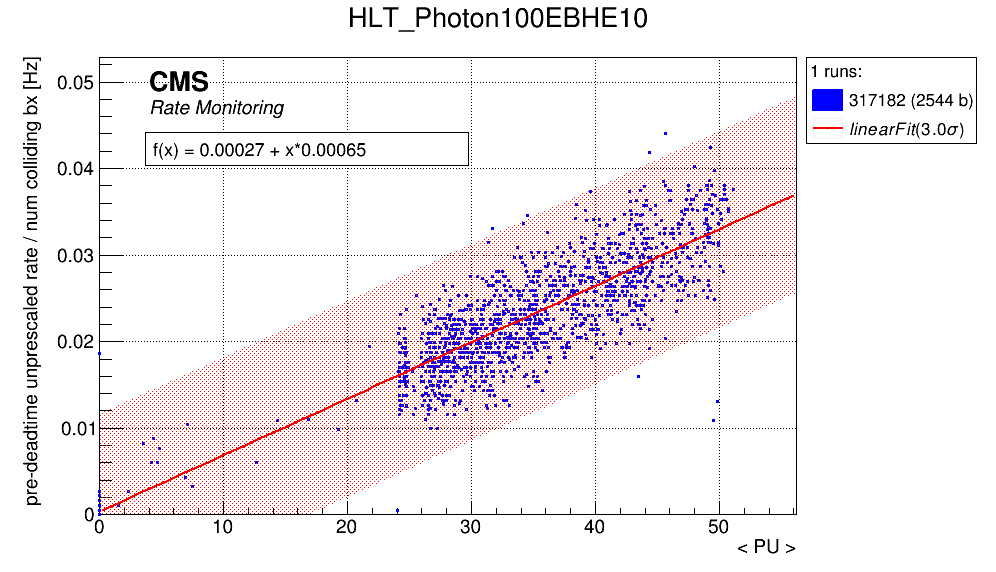 HLT_Photon100EBHE10
pre-deadtime unprescaled rate / num colliding bx [Hz]
0.05
0.04
0.03
0.02
0.01
0
CMS
Rate Monitoring
f(x) = 0.00027 + x*0.00065
1 runs:
317182 (2544 b)
linearFit(3.0σ)
0 10 20 30 40 50
< PU >